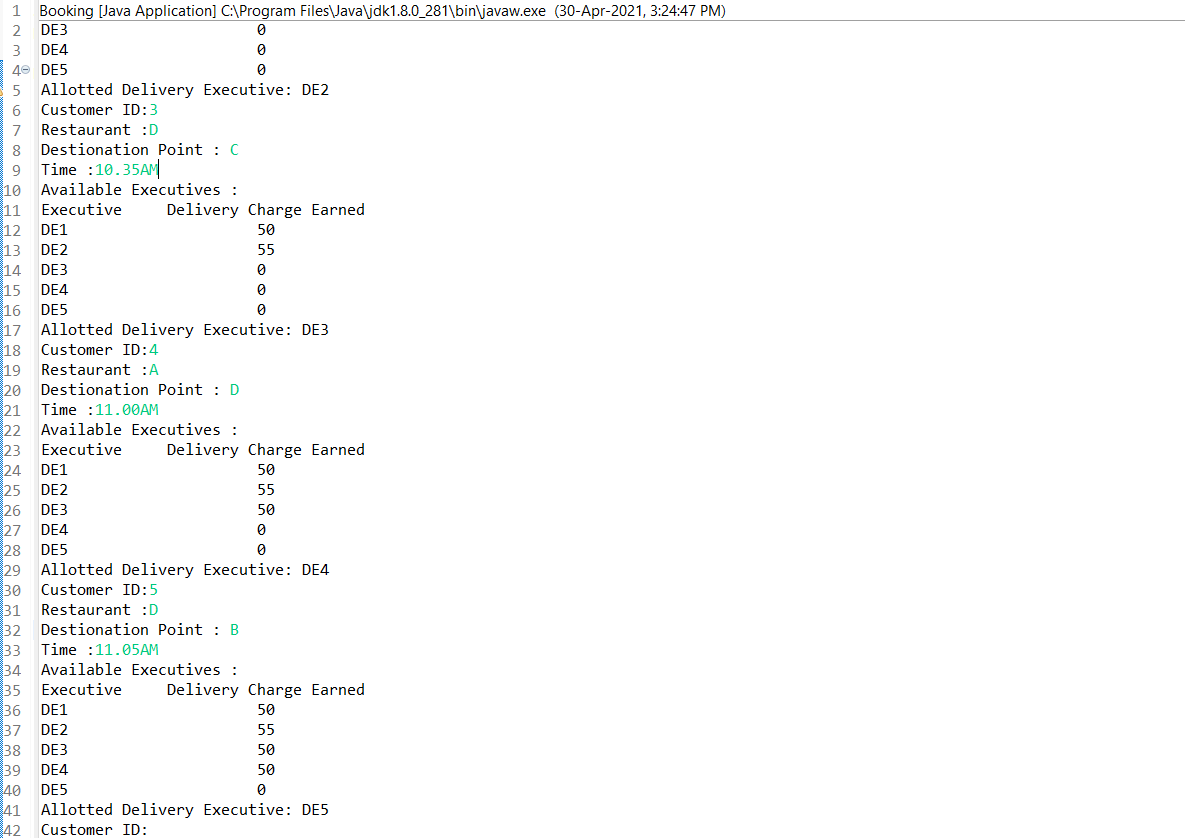 1 Booking [Java Application] C:\Program Files\Java\jdk1.8.0_281\bin\javaw.exe (30-Apr-2021, 3:24:47 PM)
2 DE3 0
3 DE4 0
4 DE5 0
5 Allotted Delivery Executive: DE2
6 Customer ID:3
7 Restaurant :D
8 Destionation Point : C
9 Time :10.35AM
10 Available Executives :
11 Executive Delivery Charge Earned
12 DE1 50
13 DE2 55
14 DE3 0
15 DE4 0
16 DE5 0
17 Allotted Delivery Executive: DE3
18 Customer ID:4
19 Restaurant :A
20 Destionation Point : D
21 Time :11.00AM
22 Available Executives :
23 Executive Delivery Charge Earned
24 DE1 50
25 DE2 55
26 DE3 50
27 DE4 0
28 DE5 0
29 Allotted Delivery Executive: DE4
30 Customer ID:5
31 Restaurant :D
32 Destionation Point : B
33 Time :11.05AM
34 Available Executives :
35 Executive Delivery Charge Earned
36 DE1 50
37 DE2 55
38 DE3 50
39 DE4 50
40 DE5 0
41 Allotted Delivery Executive: DE5
42 Customer ID: